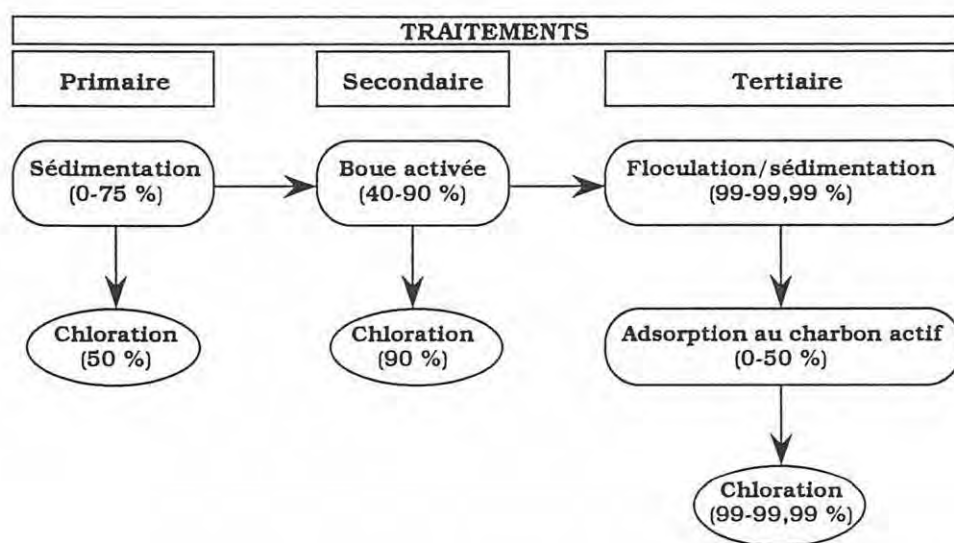 TRAITEMENTS
Primaire
Secondaire
Tertiaire
Sédimentation
(0-75 %)
Boue activée
(40-90 %)
Floculation/sédimentation
(99-99,99 %)
Chloration
(50 %)
Chloration
(90 %)
Adsorption au charbon actif
(0-50 %)
Chloration
(99-99,99 %)